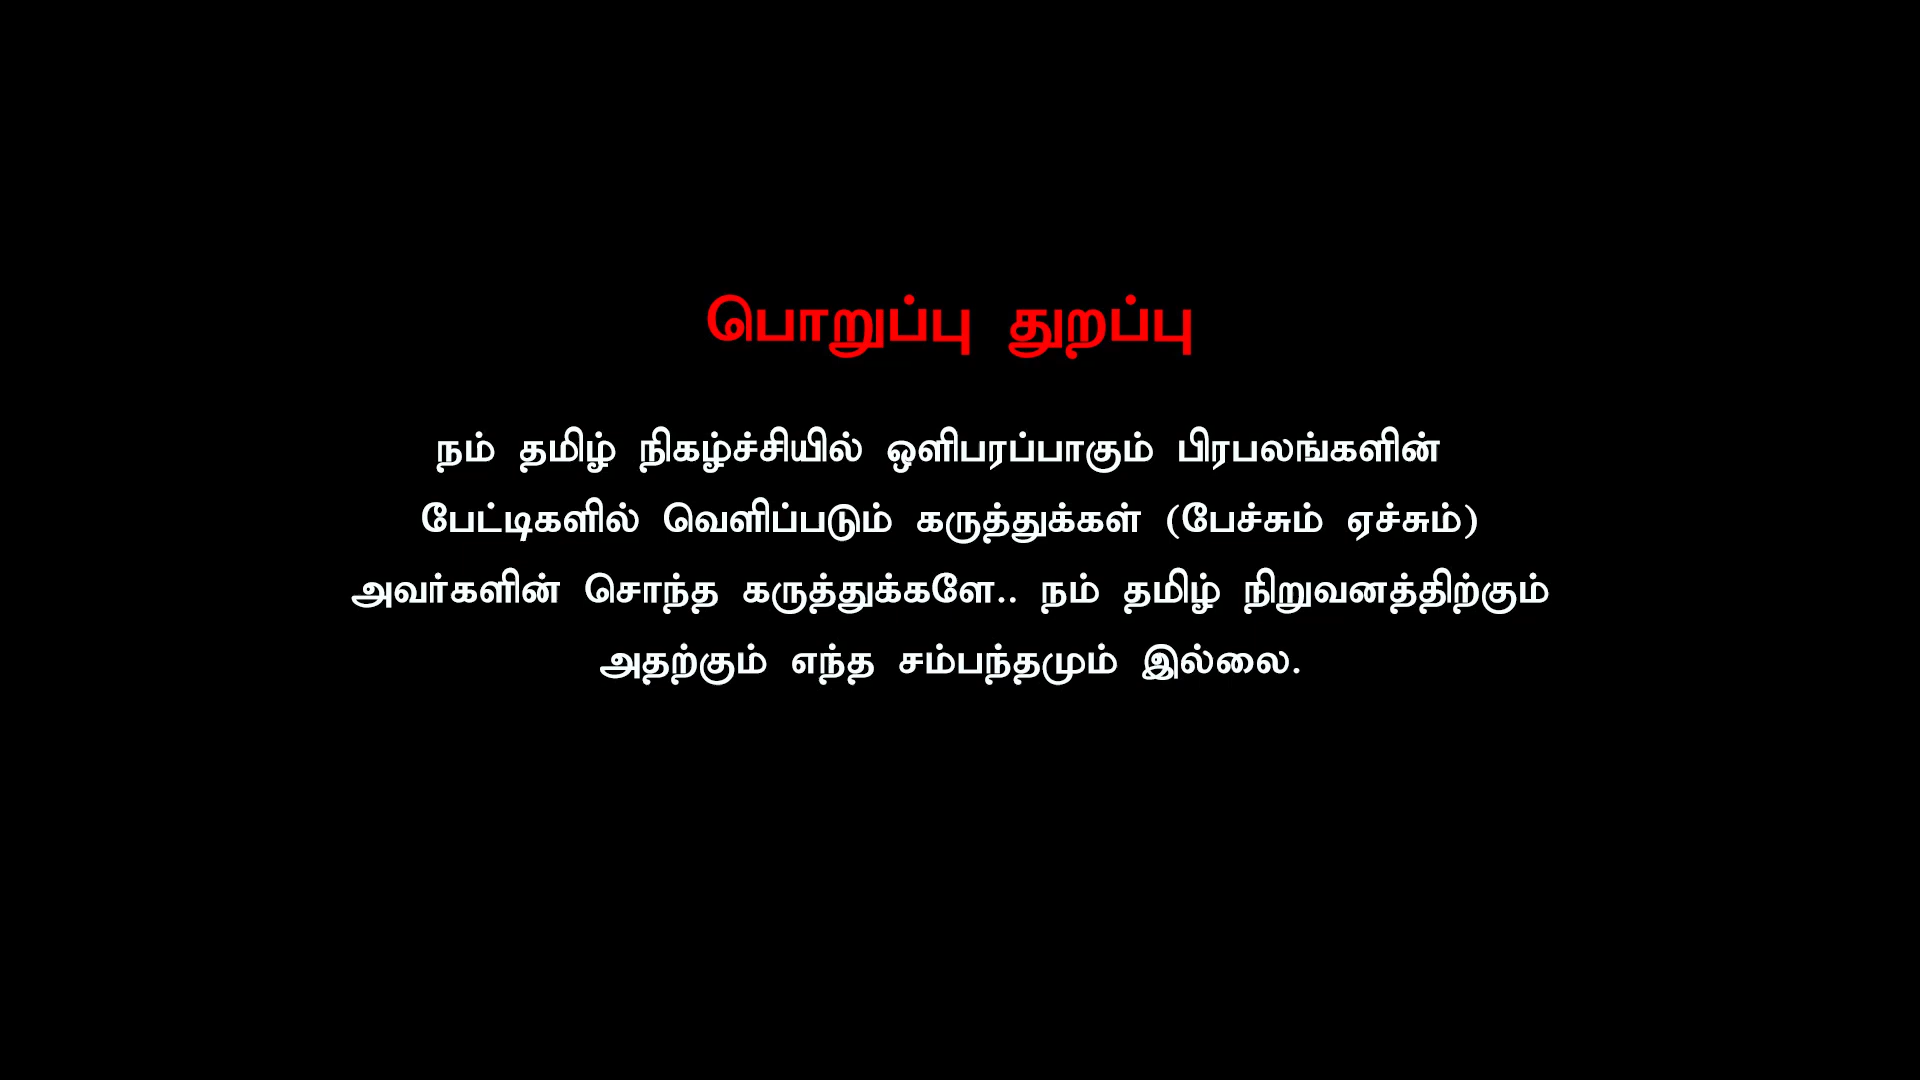 பொறுப்பு துறப்பு
நம் தமிழ் நிகழ்ச்சியில் ஒளிபரப்பாகும் பிரபலங்களின்
பேட்டிகளில் வெளிப்படும் கருத்துக்கள் (பேச்சும் ஏச்சும்)
அவர்களின் சொந்த கருத்துக்களே.. நம் தமிழ் நிறுவனத்திற்கும்
அதற்கும் எந்த சம்பந்தமும் இல்லை.